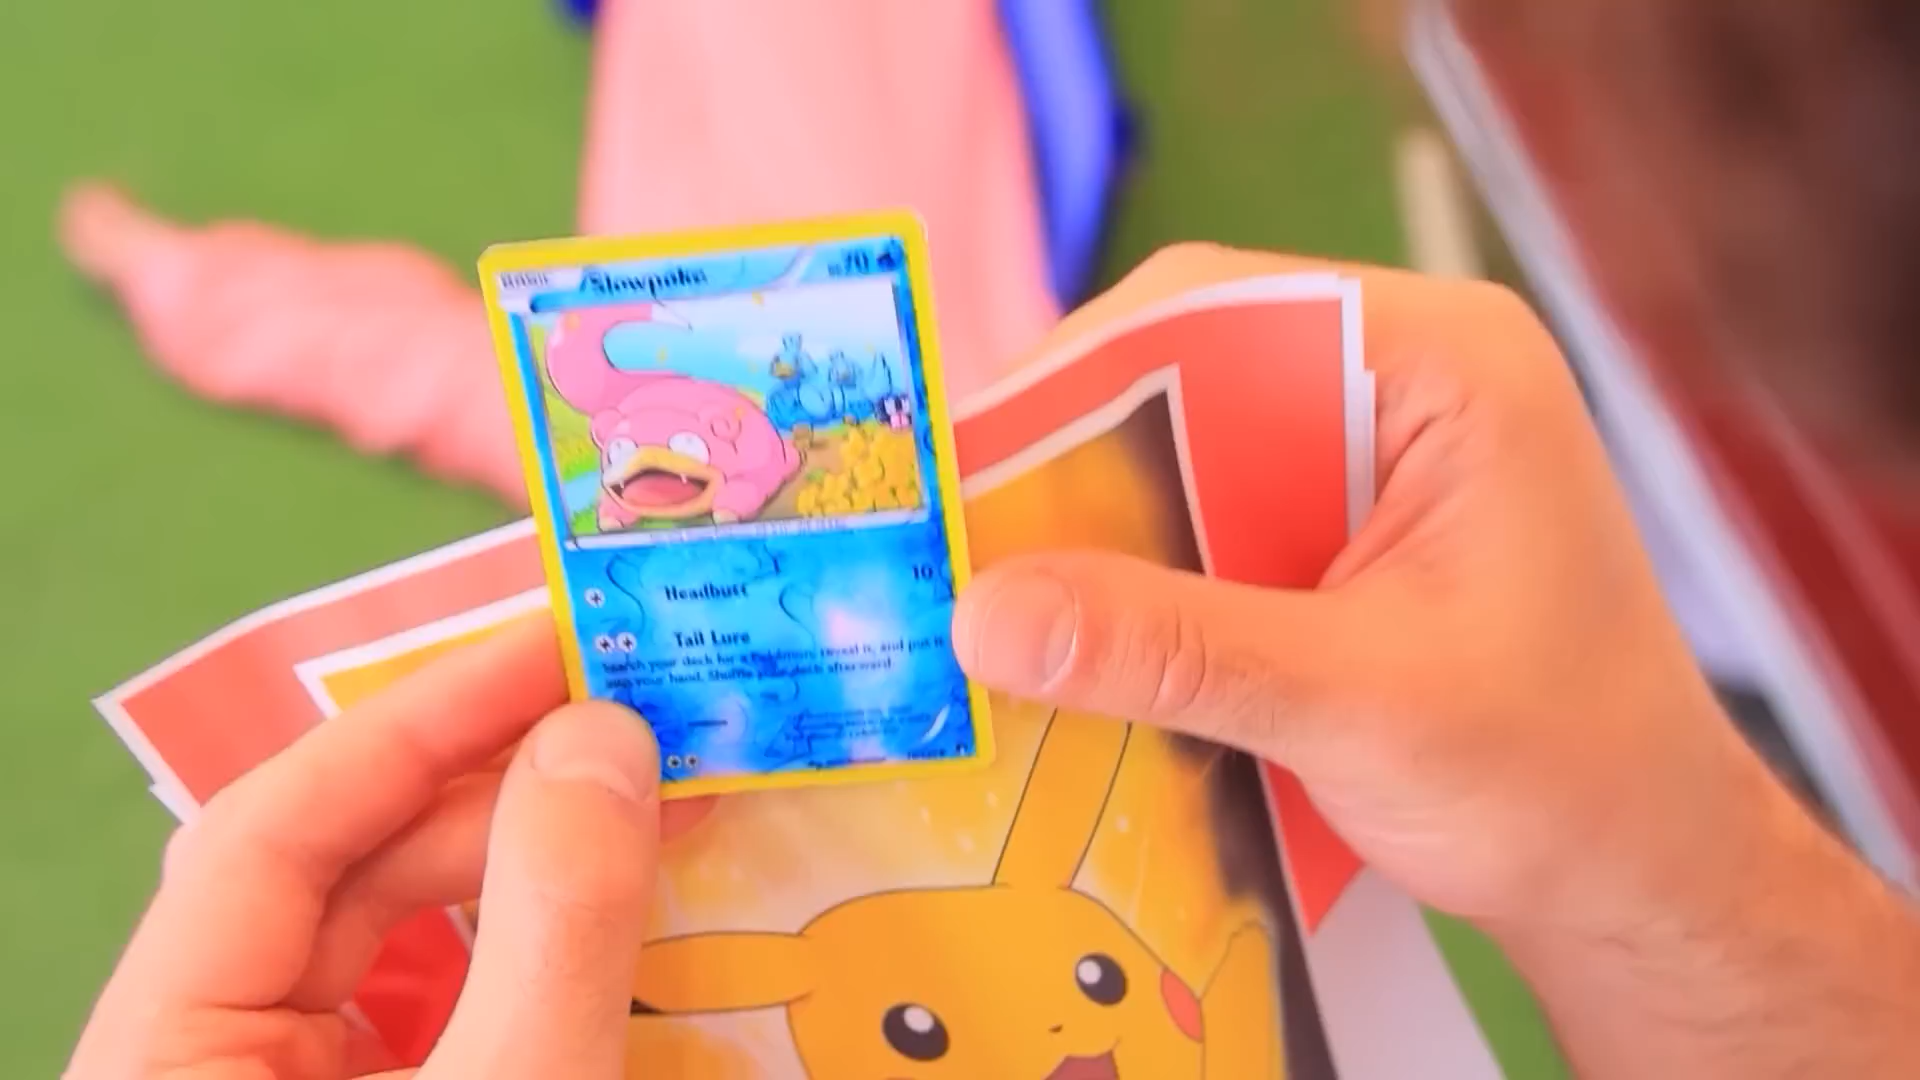 BASIC Slowpoke HP70
Headbutt 10
Tail Lure
Search your deck for a Pokémon, reveal it, and put it
into your hand. Shuffle your deck afterward.